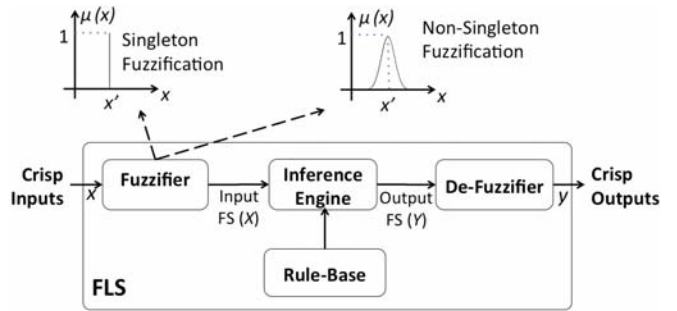 μ(x)
1
Singleton
Fuzzification
x'
x
μ(x)
1
Non-Singleton
Fuzzification
x'
x
Crisp
Inputs
x
Fuzzifier
Input
FS (X)
Inference
Engine
Output
FS (Y)
De-Fuzzifier
y
Crisp
Outputs
Rule-Base
FLS